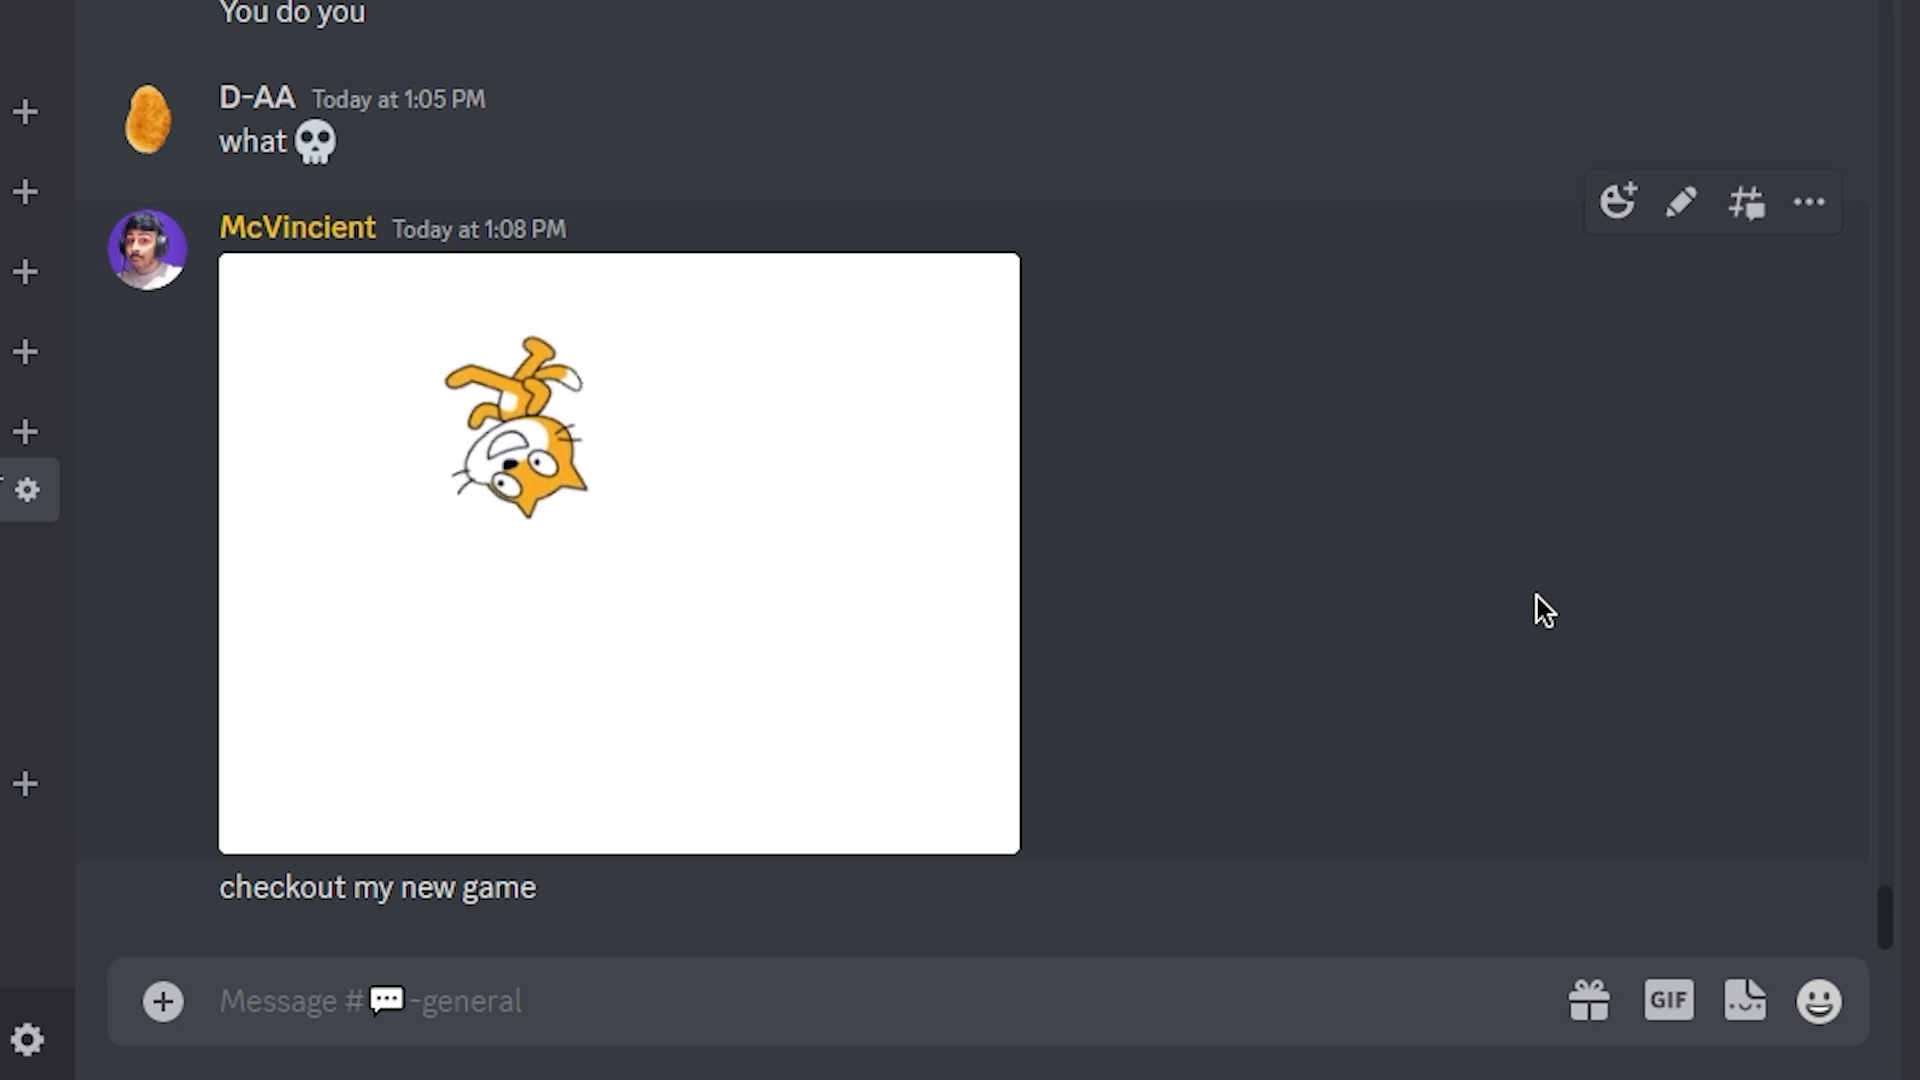 You do you
D-AA Today at 1:05 PM
what 💀
McVincient Today at 1:08 PM
checkout my new game
Message #💬-general
GIF